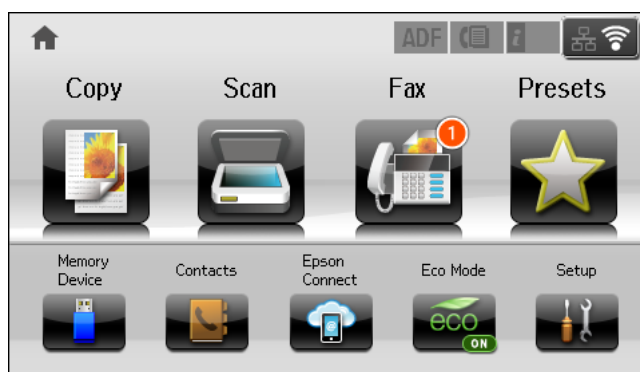 ADF i
Copy Scan Fax Presets
1
Memory Device Contacts Epson Connect Eco Mode Setup
@ eco
ON